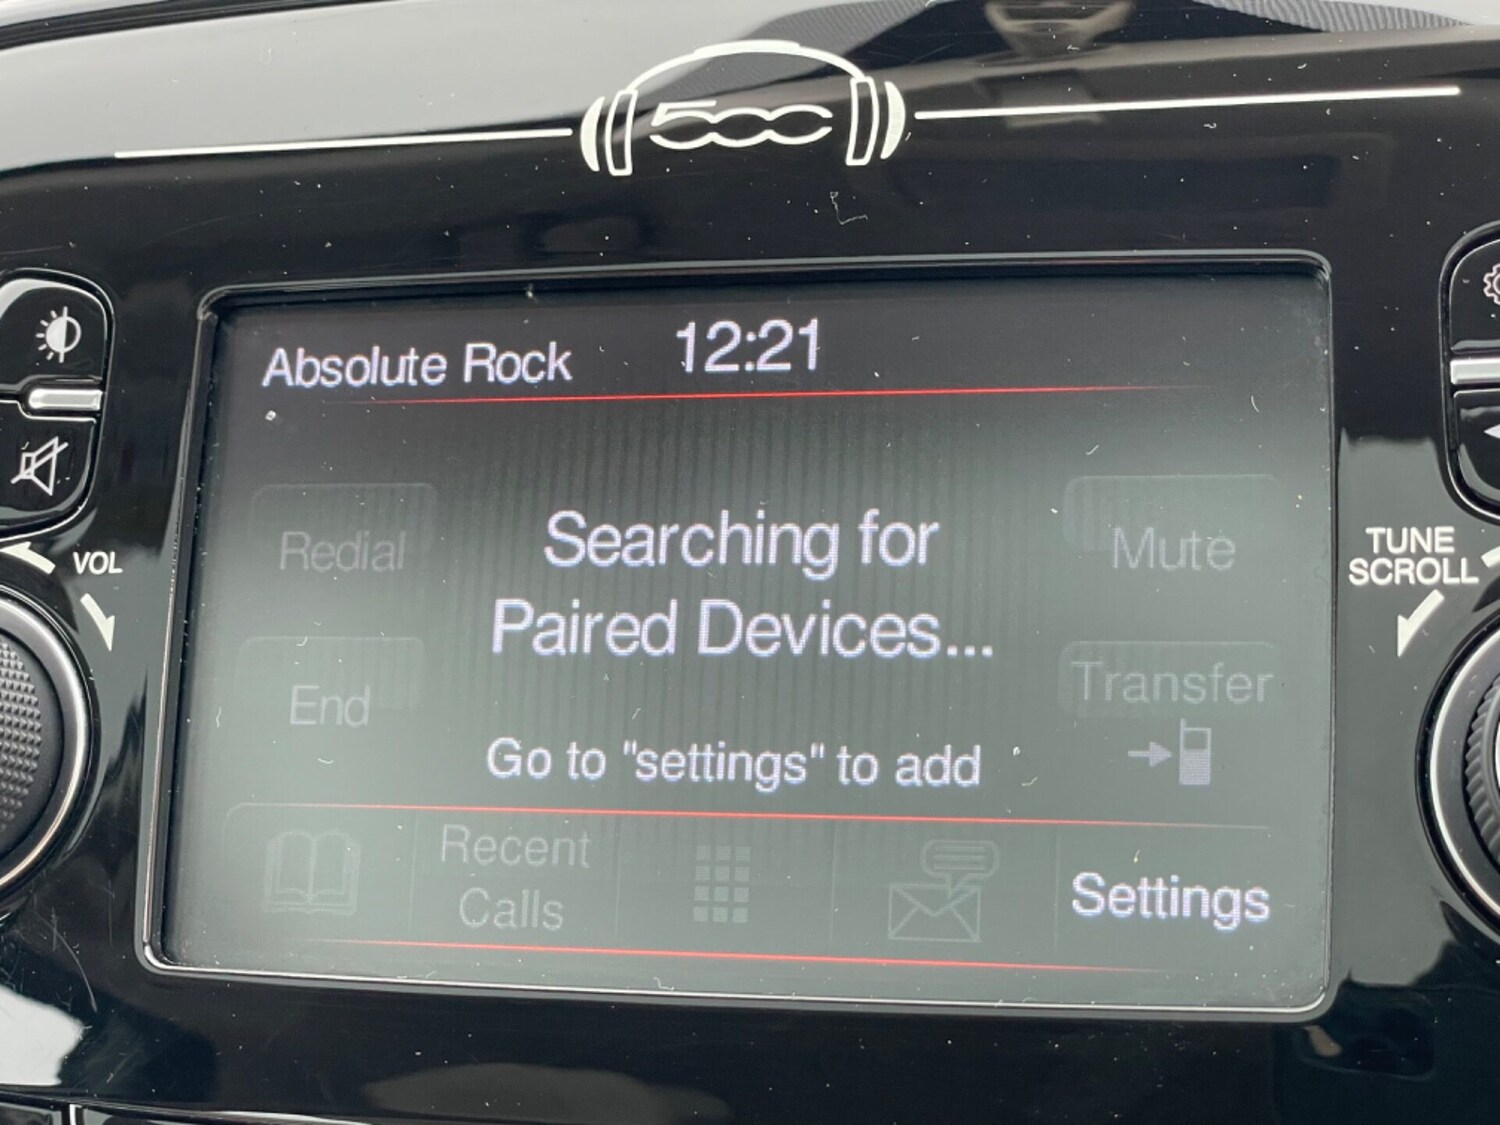 500
Absolute Rock 12:21
Redial
Searching for
Paired Devices...
Mute
End
Transfer
Go to "settings" to add
Recent
Calls
Settings
VOL
TUNE
SCROLL